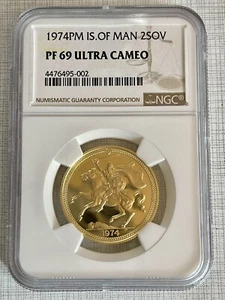 1974PM IS.OF MAN 2SOV
PF 69 ULTRA CAMEO
4476495-002
NUMISMATIC GUARANTY CORPORATION
NGC
1974